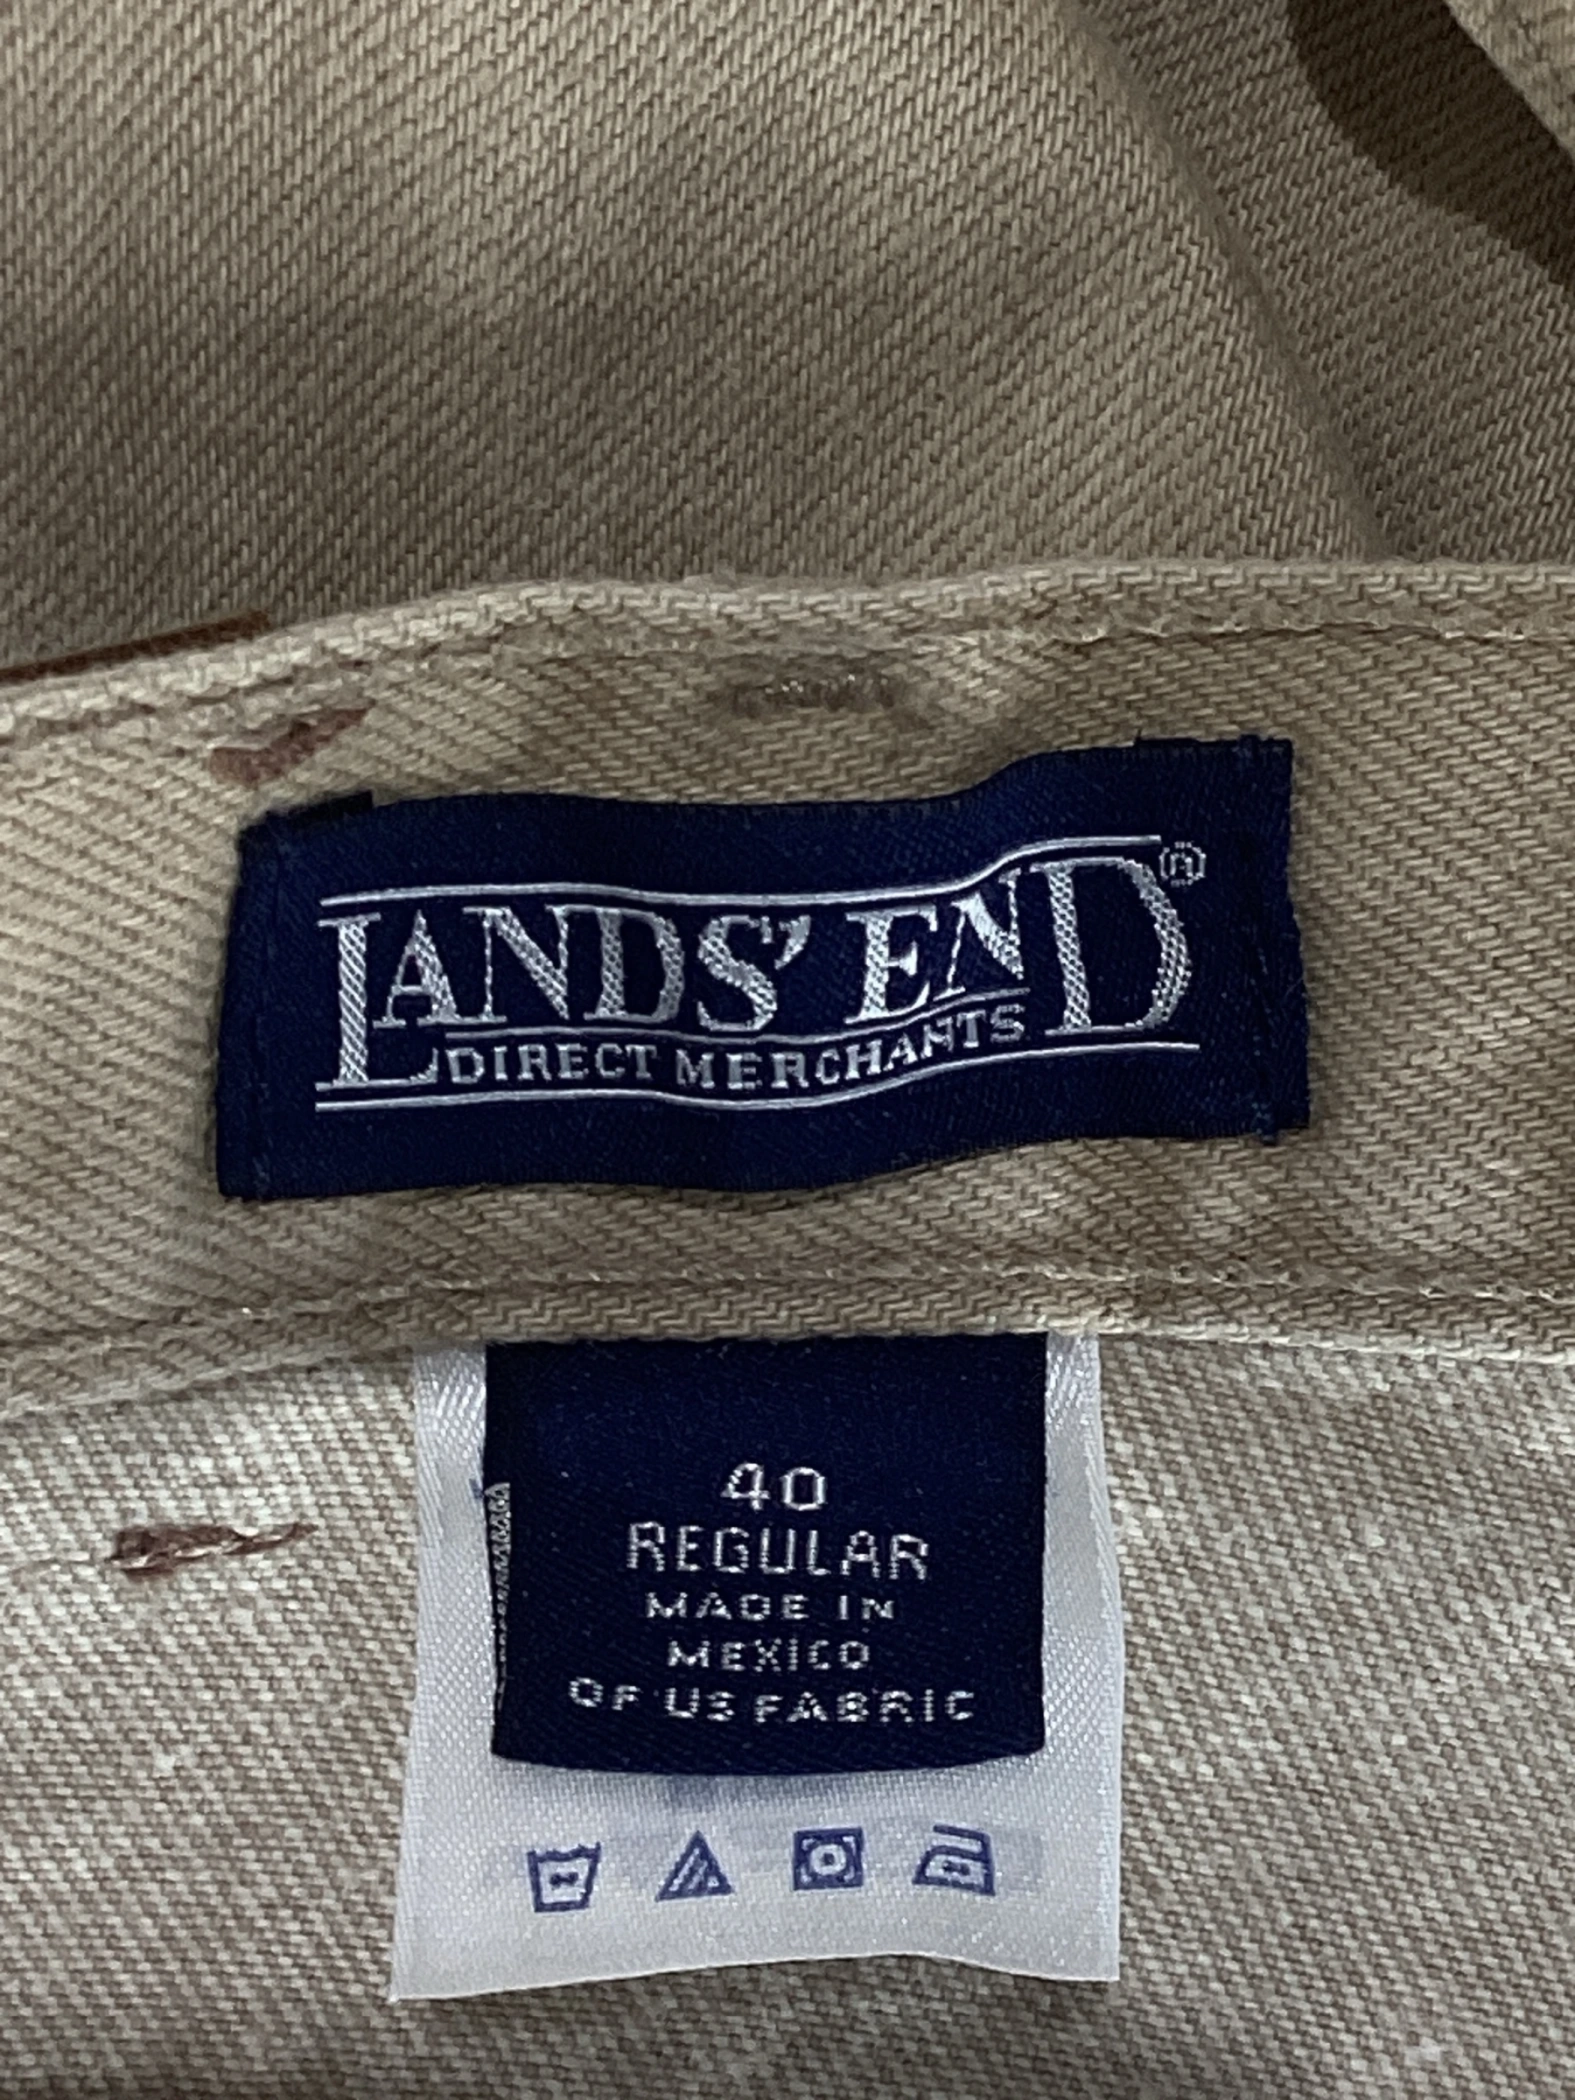 LANDS' END®
DIRECT MERCHANTS
40
REGULAR
MADE IN
MEXICO
OF US FABRIC